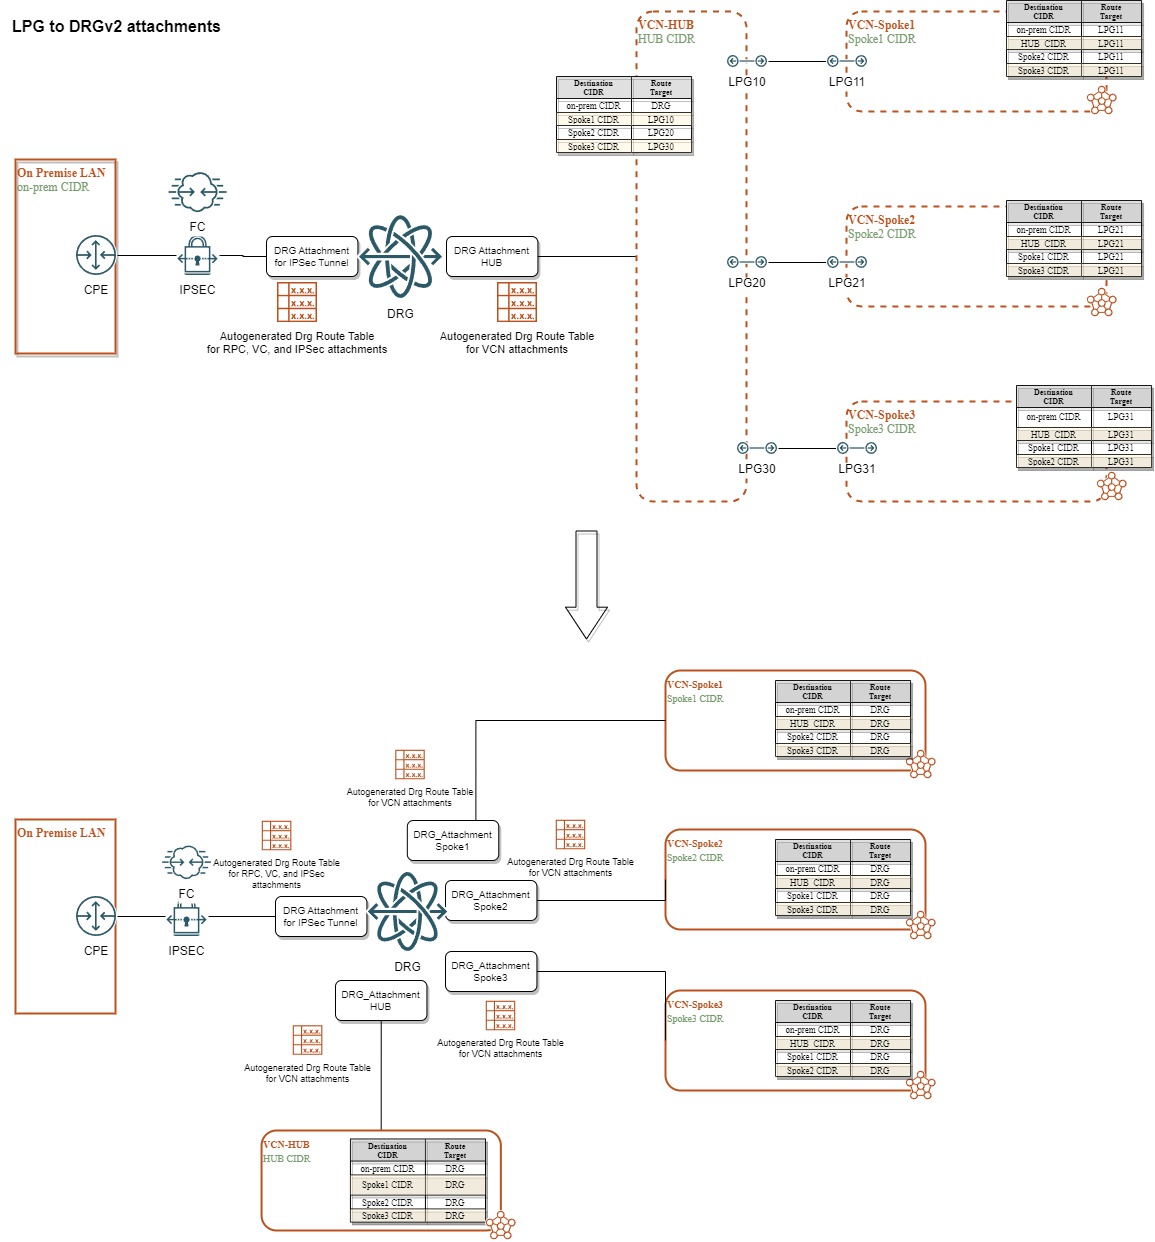 LPG to DRGv2 attachments
VCN-HUB
HUB CIDR
Destination CIDR Route Target
on-prem CIDR DRG
Spoke1 CIDR LPG10
Spoke2 CIDR LPG20
Spoke3 CIDR LPG30
VCN-Spoke1
Spoke1 CIDR
Destination CIDR Route Target
on-prem CIDR LPG11
HUB CIDR LPG11
Spoke2 CIDR LPG11
Spoke3 CIDR LPG11
LPG10
LPG11
On Premise LAN
on-prem CIDR
CPE
FC
IPSEC
DRG Attachment
for IPSec Tunnel
x.x.x.
x.x.x.
x.x.x.
Autogenerated Drg Route Table
for RPC, VC, and IPSec attachments
DRG
DRG Attachment
HUB
x.x.x.
x.x.x.
x.x.x.
Autogenerated Drg Route Table
for VCN attachments
VCN-Spoke2
Spoke2 CIDR
Destination CIDR Route Target
on-prem CIDR LPG21
HUB CIDR LPG21
Spoke1 CIDR LPG21
Spoke3 CIDR LPG21
LPG20
LPG21
VCN-Spoke3
Spoke3 CIDR
Destination CIDR Route Target
on-prem CIDR LPG31
HUB CIDR LPG31
Spoke1 CIDR LPG31
Spoke2 CIDR LPG31
LPG30
LPG31
VCN-Spoke1
Spoke1 CIDR
Destination CIDR Route Target
on-prem CIDR DRG
HUB CIDR DRG
Spoke2 CIDR DRG
Spoke3 CIDR DRG
x.x.x.
x.x.x.
x.x.x.
Autogenerated Drg Route Table
for VCN attachments
DRG_Attachment
Spoke1
On Premise LAN
CPE
FC
IPSEC
x.x.x.
x.x.x.
x.x.x.
Autogenerated Drg Route Table
for RPC, VC, and IPSec
attachments
DRG Attachment
for IPSec Tunnel
DRG
x.x.x.
x.x.x.
x.x.x.
Autogenerated Drg Route Table
for VCN attachments
DRG_Attachment
Spoke2
VCN-Spoke2
Spoke2 CIDR
Destination CIDR Route Target
on-prem CIDR DRG
HUB CIDR DRG
Spoke1 CIDR DRG
Spoke3 CIDR DRG
DRG_Attachment
Spoke3
x.x.x.
x.x.x.
x.x.x.
Autogenerated Drg Route Table
for VCN attachments
VCN-Spoke3
Spoke3 CIDR
Destination CIDR Route Target
on-prem CIDR DRG
HUB CIDR DRG
Spoke1 CIDR DRG
Spoke2 CIDR DRG
DRG_Attachment
HUB
x.x.x.
x.x.x.
x.x.x.
Autogenerated Drg Route Table
for VCN attachments
VCN-HUB
HUB CIDR
Destination CIDR Route Target
on-prem CIDR DRG
Spoke1 CIDR DRG
Spoke2 CIDR DRG
Spoke3 CIDR DRG